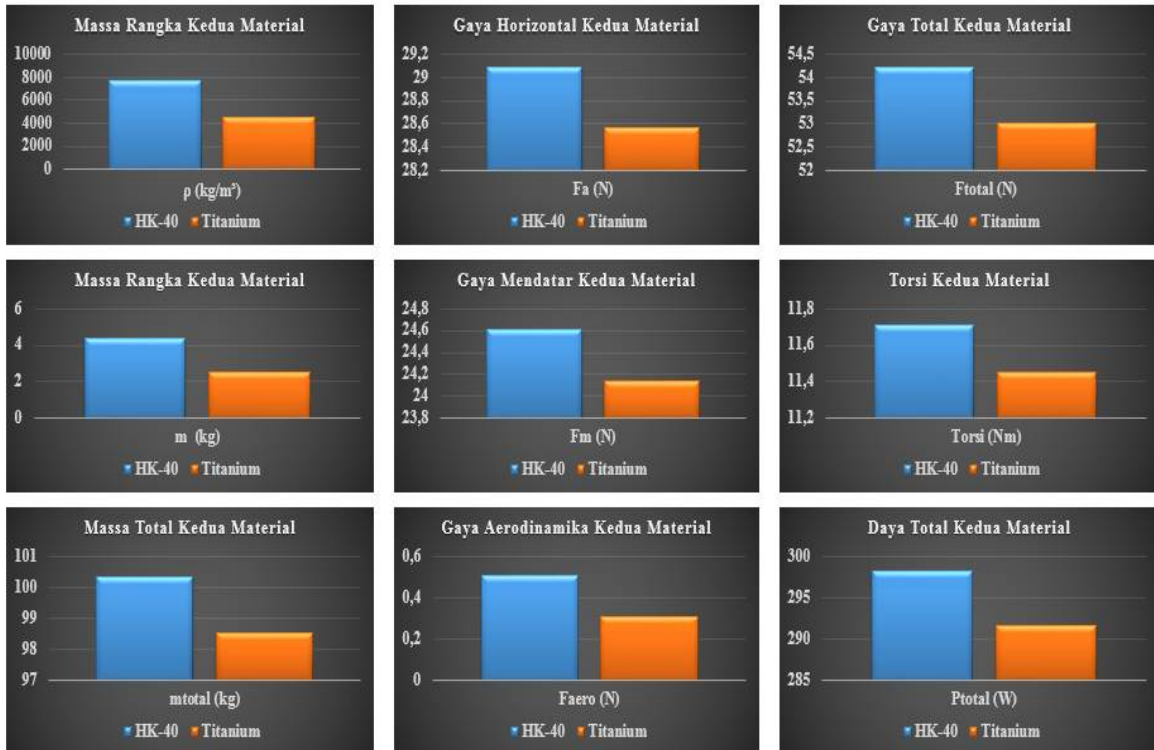 Massa Rangka Kedua Material
10000
8000
6000
4000
2000
0
ρ (kg/m³)
HK-40 Titanium
Gaya Horizontal Kedua Material
29,2
29
28,8
28,6
28,4
28,2
Fa (N)
HK-40 Titanium
Gaya Total Kedua Material
54,5
54
53,5
53
52,5
52
Ftotal (N)
HK-40 Titanium
Massa Rangka Kedua Material
6
4
2
0
m (kg)
HK-40 Titanium
Gaya Mendatar Kedua Material
24,8
24,6
24,4
24,2
24
23,8
Fm (N)
HK-40 Titanium
Torsi Kedua Material
11,8
11,6
11,4
11,2
Torsi (Nm)
HK-40 Titanium
Massa Total Kedua Material
101
100
99
98
97
mtotal (kg)
HK-40 Titanium
Gaya Aerodinamika Kedua Material
0,6
0,4
0,2
0
Faero (N)
HK-40 Titanium
Daya Total Kedua Material
300
295
290
285
Ptotal (W)
HK-40 Titanium